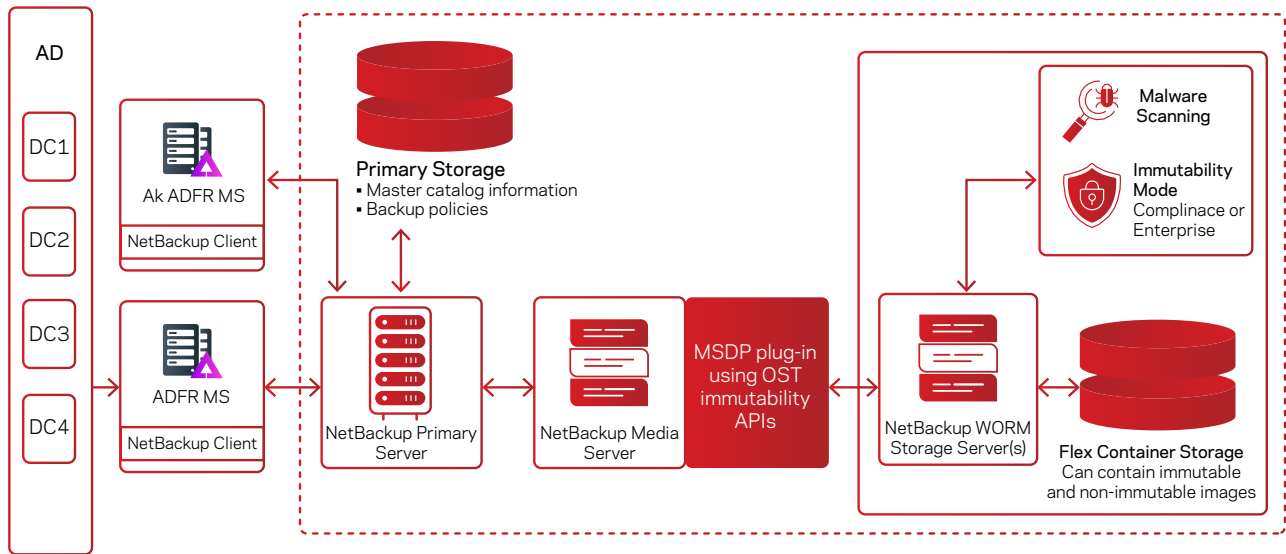 AD
DC1
DC2
DC3
DC4
Ak ADFR MS
NetBackup Client
ADFR MS
NetBackup Client
Primary Storage
▪ Master catalog information
▪ Backup policies
NetBackup Primary
Server
NetBackup Media
Server
MSDP plug-in
using OST
immutability
APIs
NetBackup WORM
Storage Server(s)
Malware
Scanning
Immutability
Mode
Complinace or
Enterprise
Flex Container Storage
Can contain immutable
and non-immutable images